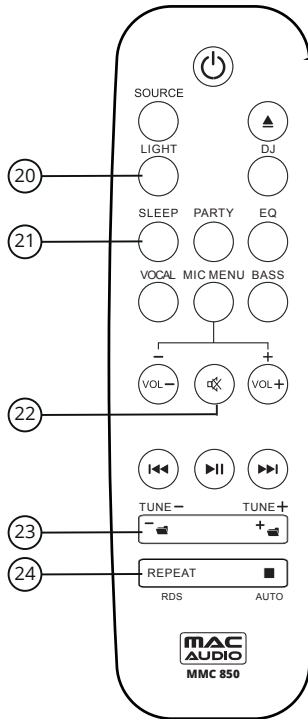 SOURCE
LIGHT DJ
20
SLEEP PARTY EQ
21
VOCAL MIC MENU BASS
- +
VOL- VOL+
22
TUNE- TUNE+
23
- +
24
REPEAT
RDS AUTO
MAC
AUDIO
MMC 850